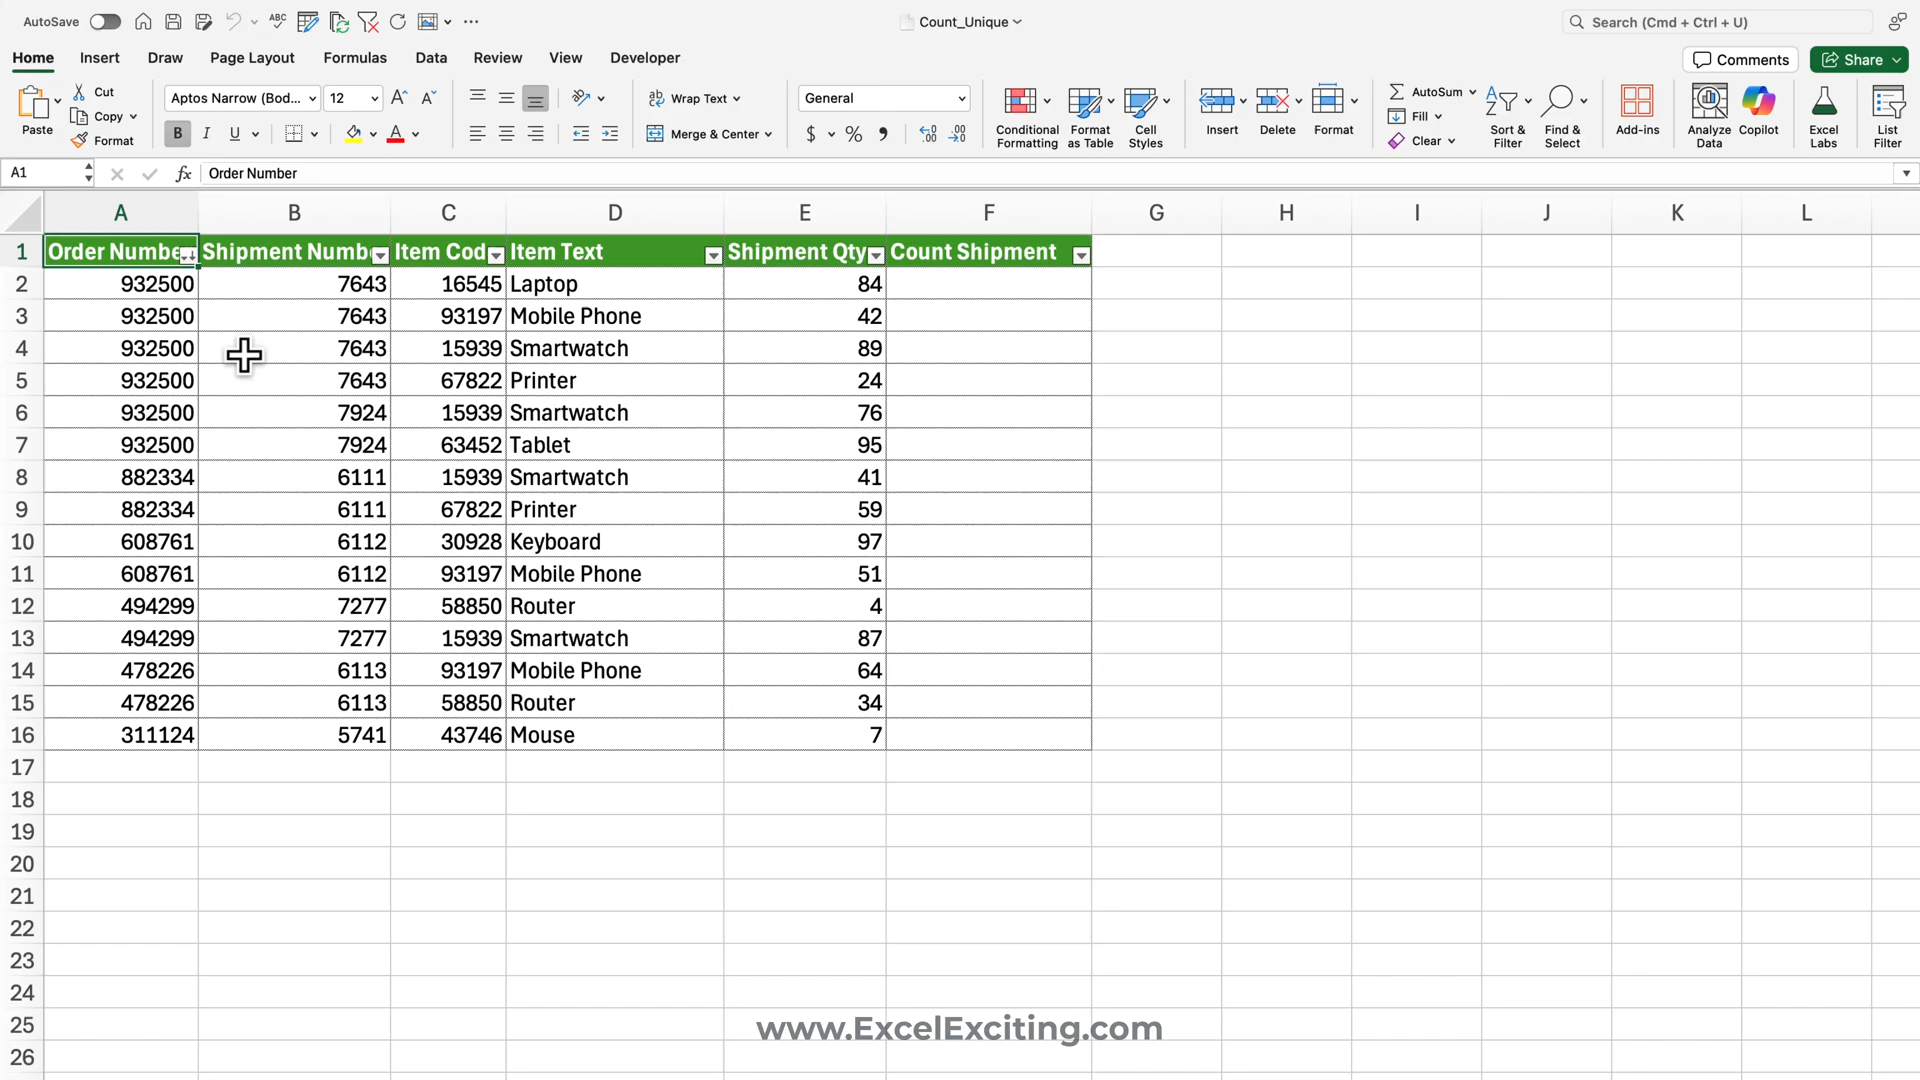 AutoSave
Count_Unique
Search (Cmd + Ctrl + U)
Home Insert Draw Page Layout Formulas Data Review View Developer
Comments Share
Paste
Cut
Copy
Format
Aptos Narrow (Bod... 12
B I U
Wrap Text
Merge & Center
General
$ %
Conditional Formatting
Format as Table
Cell Styles
Insert Delete Format
AutoSum
Fill
Clear
Sort & Filter
Find & Select
Add-ins
Analyze Data
Copilot
Excel Labs
List Filter
A1 fx Order Number
A B C D E F G H I J K L
1 Order Numbe Shipment Numb Item Cod Item Text Shipment Qty Count Shipment
2 932500 7643 16545 Laptop 84
3 932500 7643 93197 Mobile Phone 42
4 932500 7643 15939 Smartwatch 89
5 932500 7643 67822 Printer 24
6 932500 7924 15939 Smartwatch 76
7 932500 7924 63452 Tablet 95
8 882334 6111 15939 Smartwatch 41
9 882334 6111 67822 Printer 59
10 608761 6112 30928 Keyboard 97
11 608761 6112 93197 Mobile Phone 51
12 494299 7277 58850 Router 4
13 494299 7277 15939 Smartwatch 87
14 478226 6113 93197 Mobile Phone 64
15 478226 6113 58850 Router 34
16 311124 5741 43746 Mouse 7
17
18
19
20
21
22
23
24
25
26
www.ExcelExciting.com